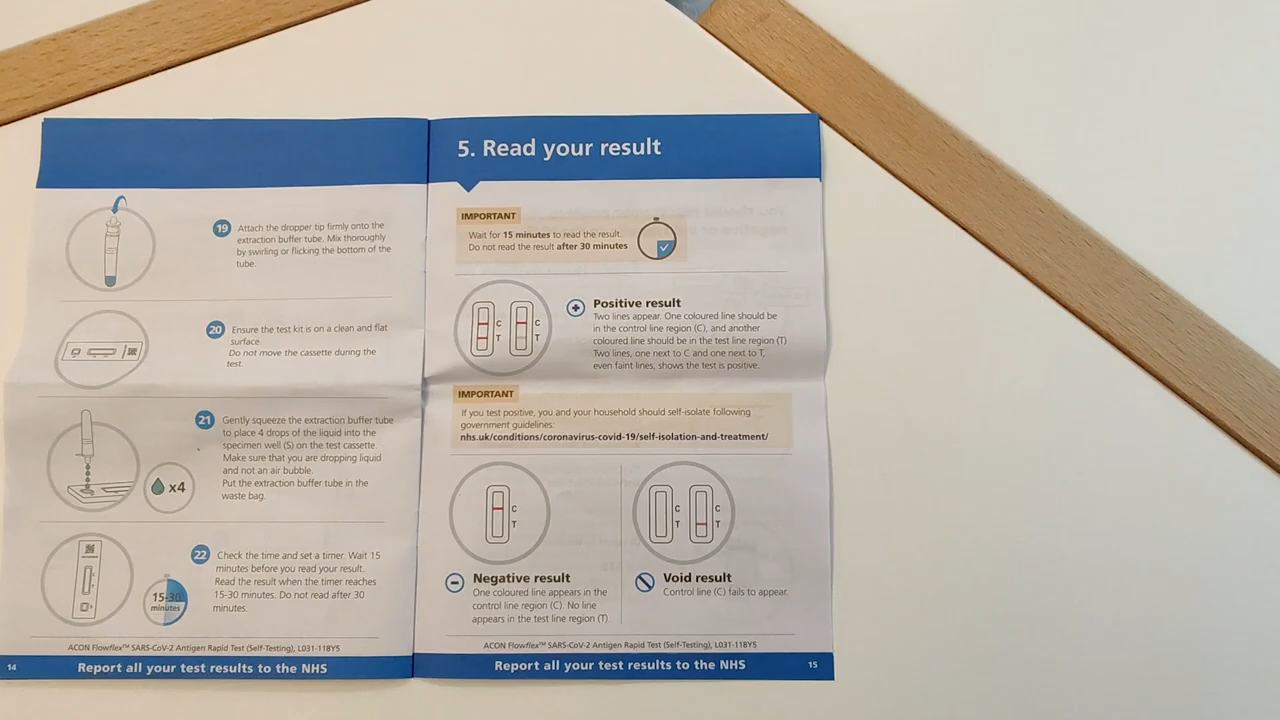 19 Attach the dropper tip firmly onto the
extraction buffer tube. Mix thoroughly
by swirling or flicking the bottom of the
tube.
20 Ensure the test kit is on a clean and flat
surface.
Do not move the cassette during the
test.
21 Gently squeeze the extraction buffer tube
to place 4 drops of the liquid into the
specimen well (S) on the test cassette.
Make sure that you are dropping liquid
and not an air bubble.
Put the extraction buffer tube in the
waste bag.
x4
22 Check the time and set a timer. Wait 15
minutes before you read your result.
Read the result when the timer reaches
15-30 minutes. Do not read after 30
minutes.
15-30
minutes
ACON Flowflex™ SARS-CoV-2 Antigen Rapid Test (Self-Testing), L031-118Y5
14 Report all your test results to the NHS
5. Read your result
IMPORTANT
Wait for 15 minutes to read the result.
Do not read the result after 30 minutes
C C
T T
Positive result
Two lines appear. One coloured line should be
in the control line region (C), and another
coloured line should be in the test line region (T)
Two lines, one next to C and one next to T,
even faint lines, shows the test is positive.
IMPORTANT
If you test positive, you and your household should self-isolate following
government guidelines:
nhs.uk/conditions/coronavirus-covid-19/self-isolation-and-treatment/
C
T
Negative result
One coloured line appears in the
control line region (C). No line
appears in the test line region (T).
C C
T T
Void result
Control line (C) fails to appear.
ACON Flowflex™ SARS-CoV-2 Antigen Rapid Test (Self-Testing), L031-118Y5
Report all your test results to the NHS 15